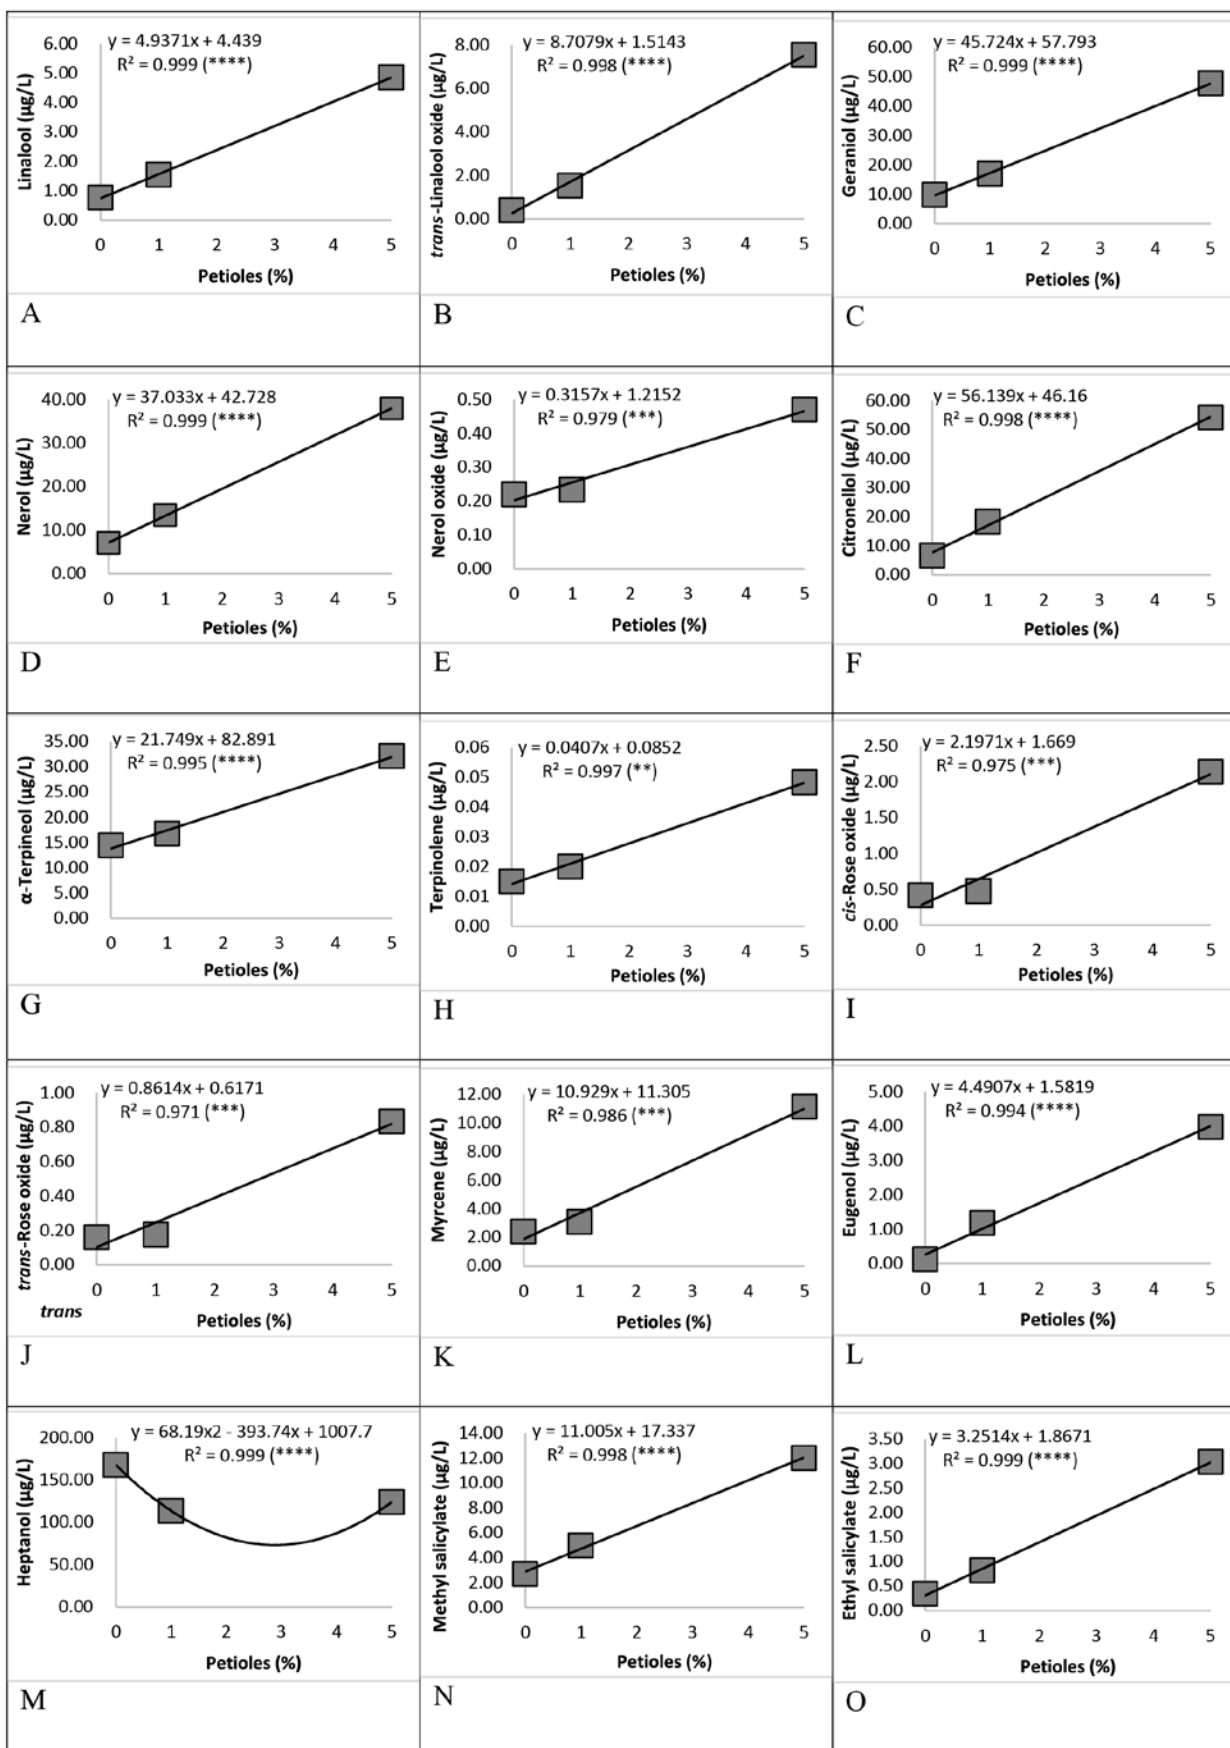 y = 4.9371x + 4.439
R² = 0.999 (****)
Linalool (µg/L)
6.00
5.00
4.00
3.00
2.00
1.00
0.00
0 1 2 3 4 5
Petioles (%)
A
y = 8.7079x + 1.5143
R² = 0.998 (****)
trans-Linalool oxide (µg/L)
8.00
6.00
4.00
2.00
0.00
0 1 2 3 4 5
Petioles (%)
B
y = 45.724x + 57.793
R² = 0.999 (****)
Geraniol (µg/L)
60.00
50.00
40.00
30.00
20.00
10.00
0.00
0 1 2 3 4 5
Petioles (%)
C
y = 37.033x + 42.728
R² = 0.999 (****)
Nerol (µg/L)
40.00
30.00
20.00
10.00
0.00
0 1 2 3 4 5
Petioles (%)
D
y = 0.3157x + 1.2152
R² = 0.979 (***)
Nerol oxide (µg/L)
0.50
0.40
0.30
0.20
0.10
0.00
0 1 2 3 4 5
Petioles (%)
E
y = 56.139x + 46.16
R² = 0.998 (****)
Citronellol (µg/L)
60.00
50.00
40.00
30.00
20.00
10.00
0.00
0 1 2 3 4 5
Petioles (%)
F
y = 21.749x + 82.891
R² = 0.995 (****)
α-Terpineol (µg/L)
35.00
30.00
25.00
20.00
15.00
10.00
5.00
0.00
0 1 2 3 4 5
Petioles (%)
G
y = 0.0407x + 0.0852
R² = 0.997 (**)
Terpinolene (µg/L)
0.06
0.05
0.04
0.03
0.02
0.01
0.00
0 1 2 3 4 5
Petioles (%)
H
y = 2.1971x + 1.669
R² = 0.975 (***)
cis-Rose oxide (µg/L)
2.50
2.00
1.50
1.00
0.50
0.00
0 1 2 3 4 5
Petioles (%)
I
y = 0.8614x + 0.6171
R² = 0.971 (***)
trans-Rose oxide (µg/L)
1.00
0.80
0.60
0.40
0.20
0.00
0 1 2 3 4 5
trans
Petioles (%)
J
y = 10.929x + 11.305
R² = 0.986 (***)
Myrcene (µg/L)
12.00
10.00
8.00
6.00
4.00
2.00
0.00
0 1 2 3 4 5
Petioles (%)
K
y = 4.4907x + 1.5819
R² = 0.994 (****)
Eugenol (µg/L)
5.00
4.00
3.00
2.00
1.00
0.00
0 1 2 3 4 5
Petioles (%)
L
y = 68.19x2 - 393.74x + 1007.7
R² = 0.999 (****)
Heptanol (µg/L)
200.00
150.00
100.00
50.00
0.00
0 1 2 3 4 5
Petioles (%)
M
y = 11.005x + 17.337
R² = 0.998 (****)
Methyl salicylate (µg/L)
14.00
12.00
10.00
8.00
6.00
4.00
2.00
0.00
0 1 2 3 4 5
Petioles (%)
N
y = 3.2514x + 1.8671
R² = 0.999 (****)
Ethyl salicylate (µg/L)
3.50
3.00
2.50
2.00
1.50
1.00
0.50
0.00
0 1 2 3 4 5
Petioles (%)
O